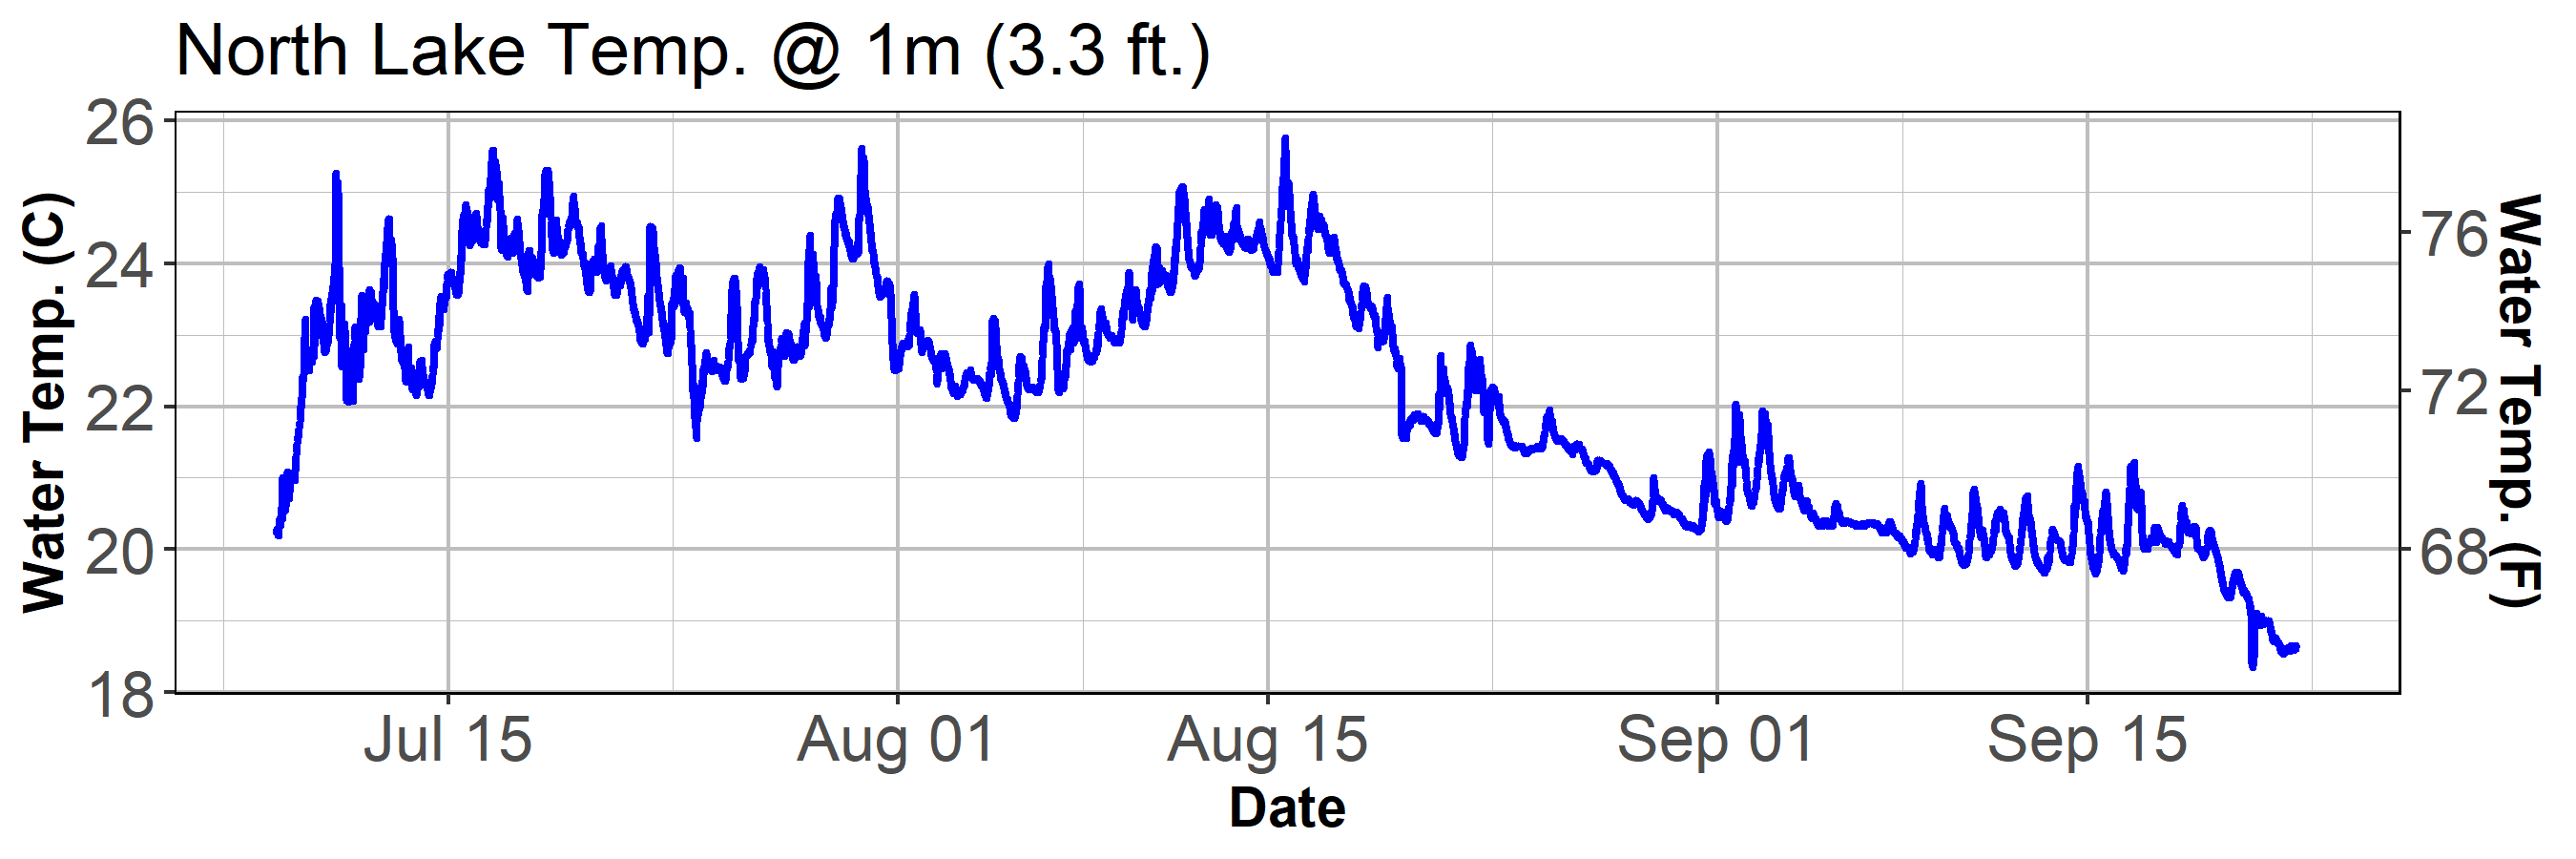 North Lake Temp. @ 1m (3.3 ft.)
Water Temp. (C)
26
24
22
20
18
76
72
68
Water Temp. (F)
Jul 15 Aug 01 Aug 15 Sep 01 Sep 15
Date